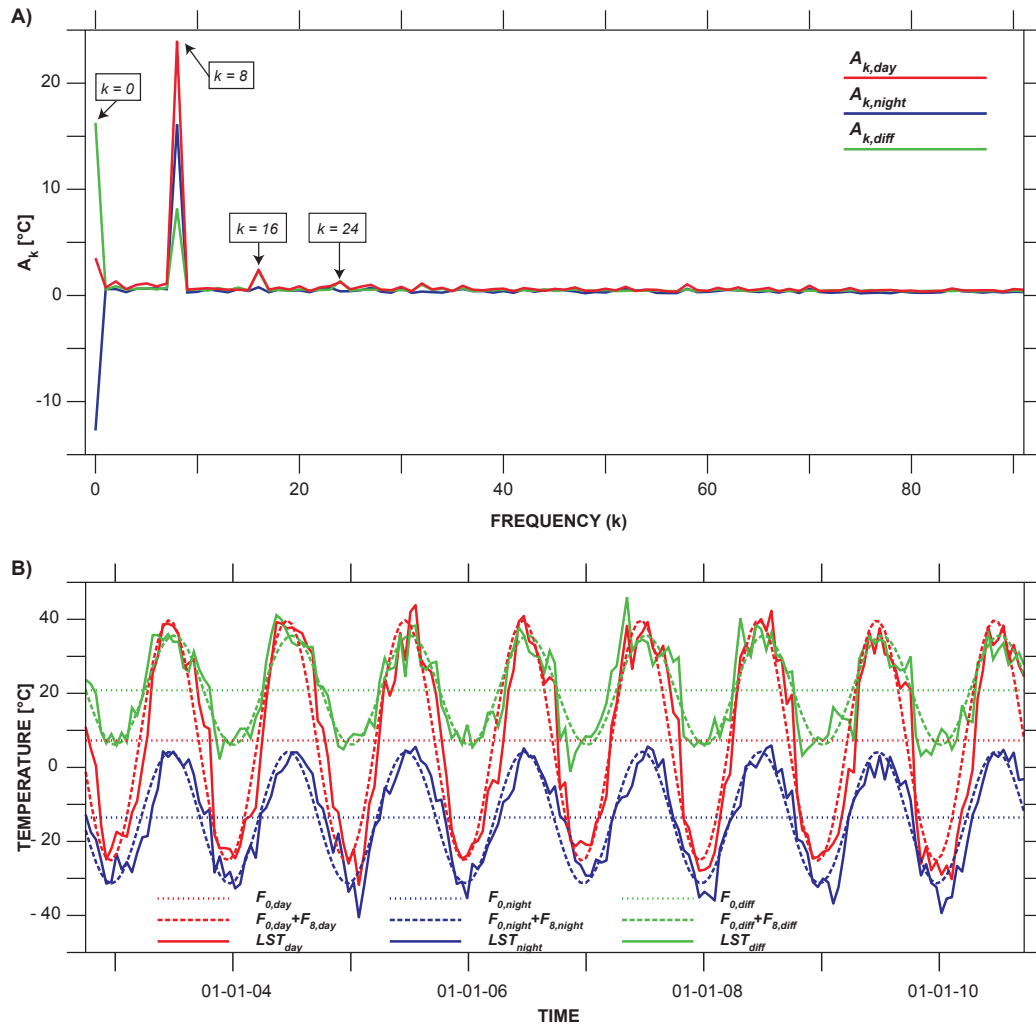 A)
20
10
0
-10
A_k [°C]
k = 0
k = 8
k = 16
k = 24
A_k,day
A_k,night
A_k,diff
0 20 40 60 80
FREQUENCY (k)
B)
40
20
0
- 20
- 40
TEMPERATURE [°C]
F_0,day F_0,night F_0,diff
F_0,day+F_8,day F_0,night+F_8,night F_0,diff+F_8,diff
LST_day LST_night LST_diff
01-01-04 01-01-06 01-01-08 01-01-10
TIME